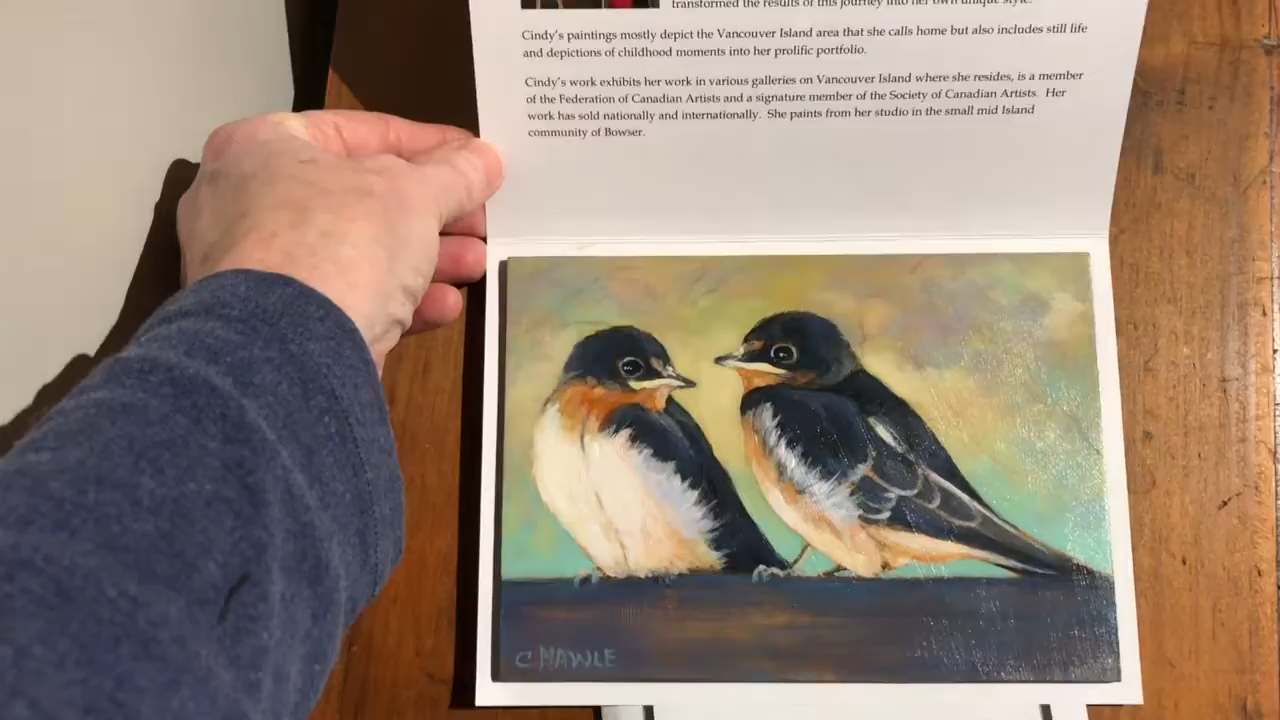 transformed the results of this journey into her own unique style.
Cindy's paintings mostly depict the Vancouver Island area that she calls home but also includes still life
and depictions of childhood moments into her prolific portfolio.
Cindy's work exhibits her work in various galleries on Vancouver Island where she resides, is a member
of the Federation of Canadian Artists and a signature member of the Society of Canadian Artists. Her
work has sold nationally and internationally. She paints from her studio in the small mid Island
community of Bowser.
C MAWLE